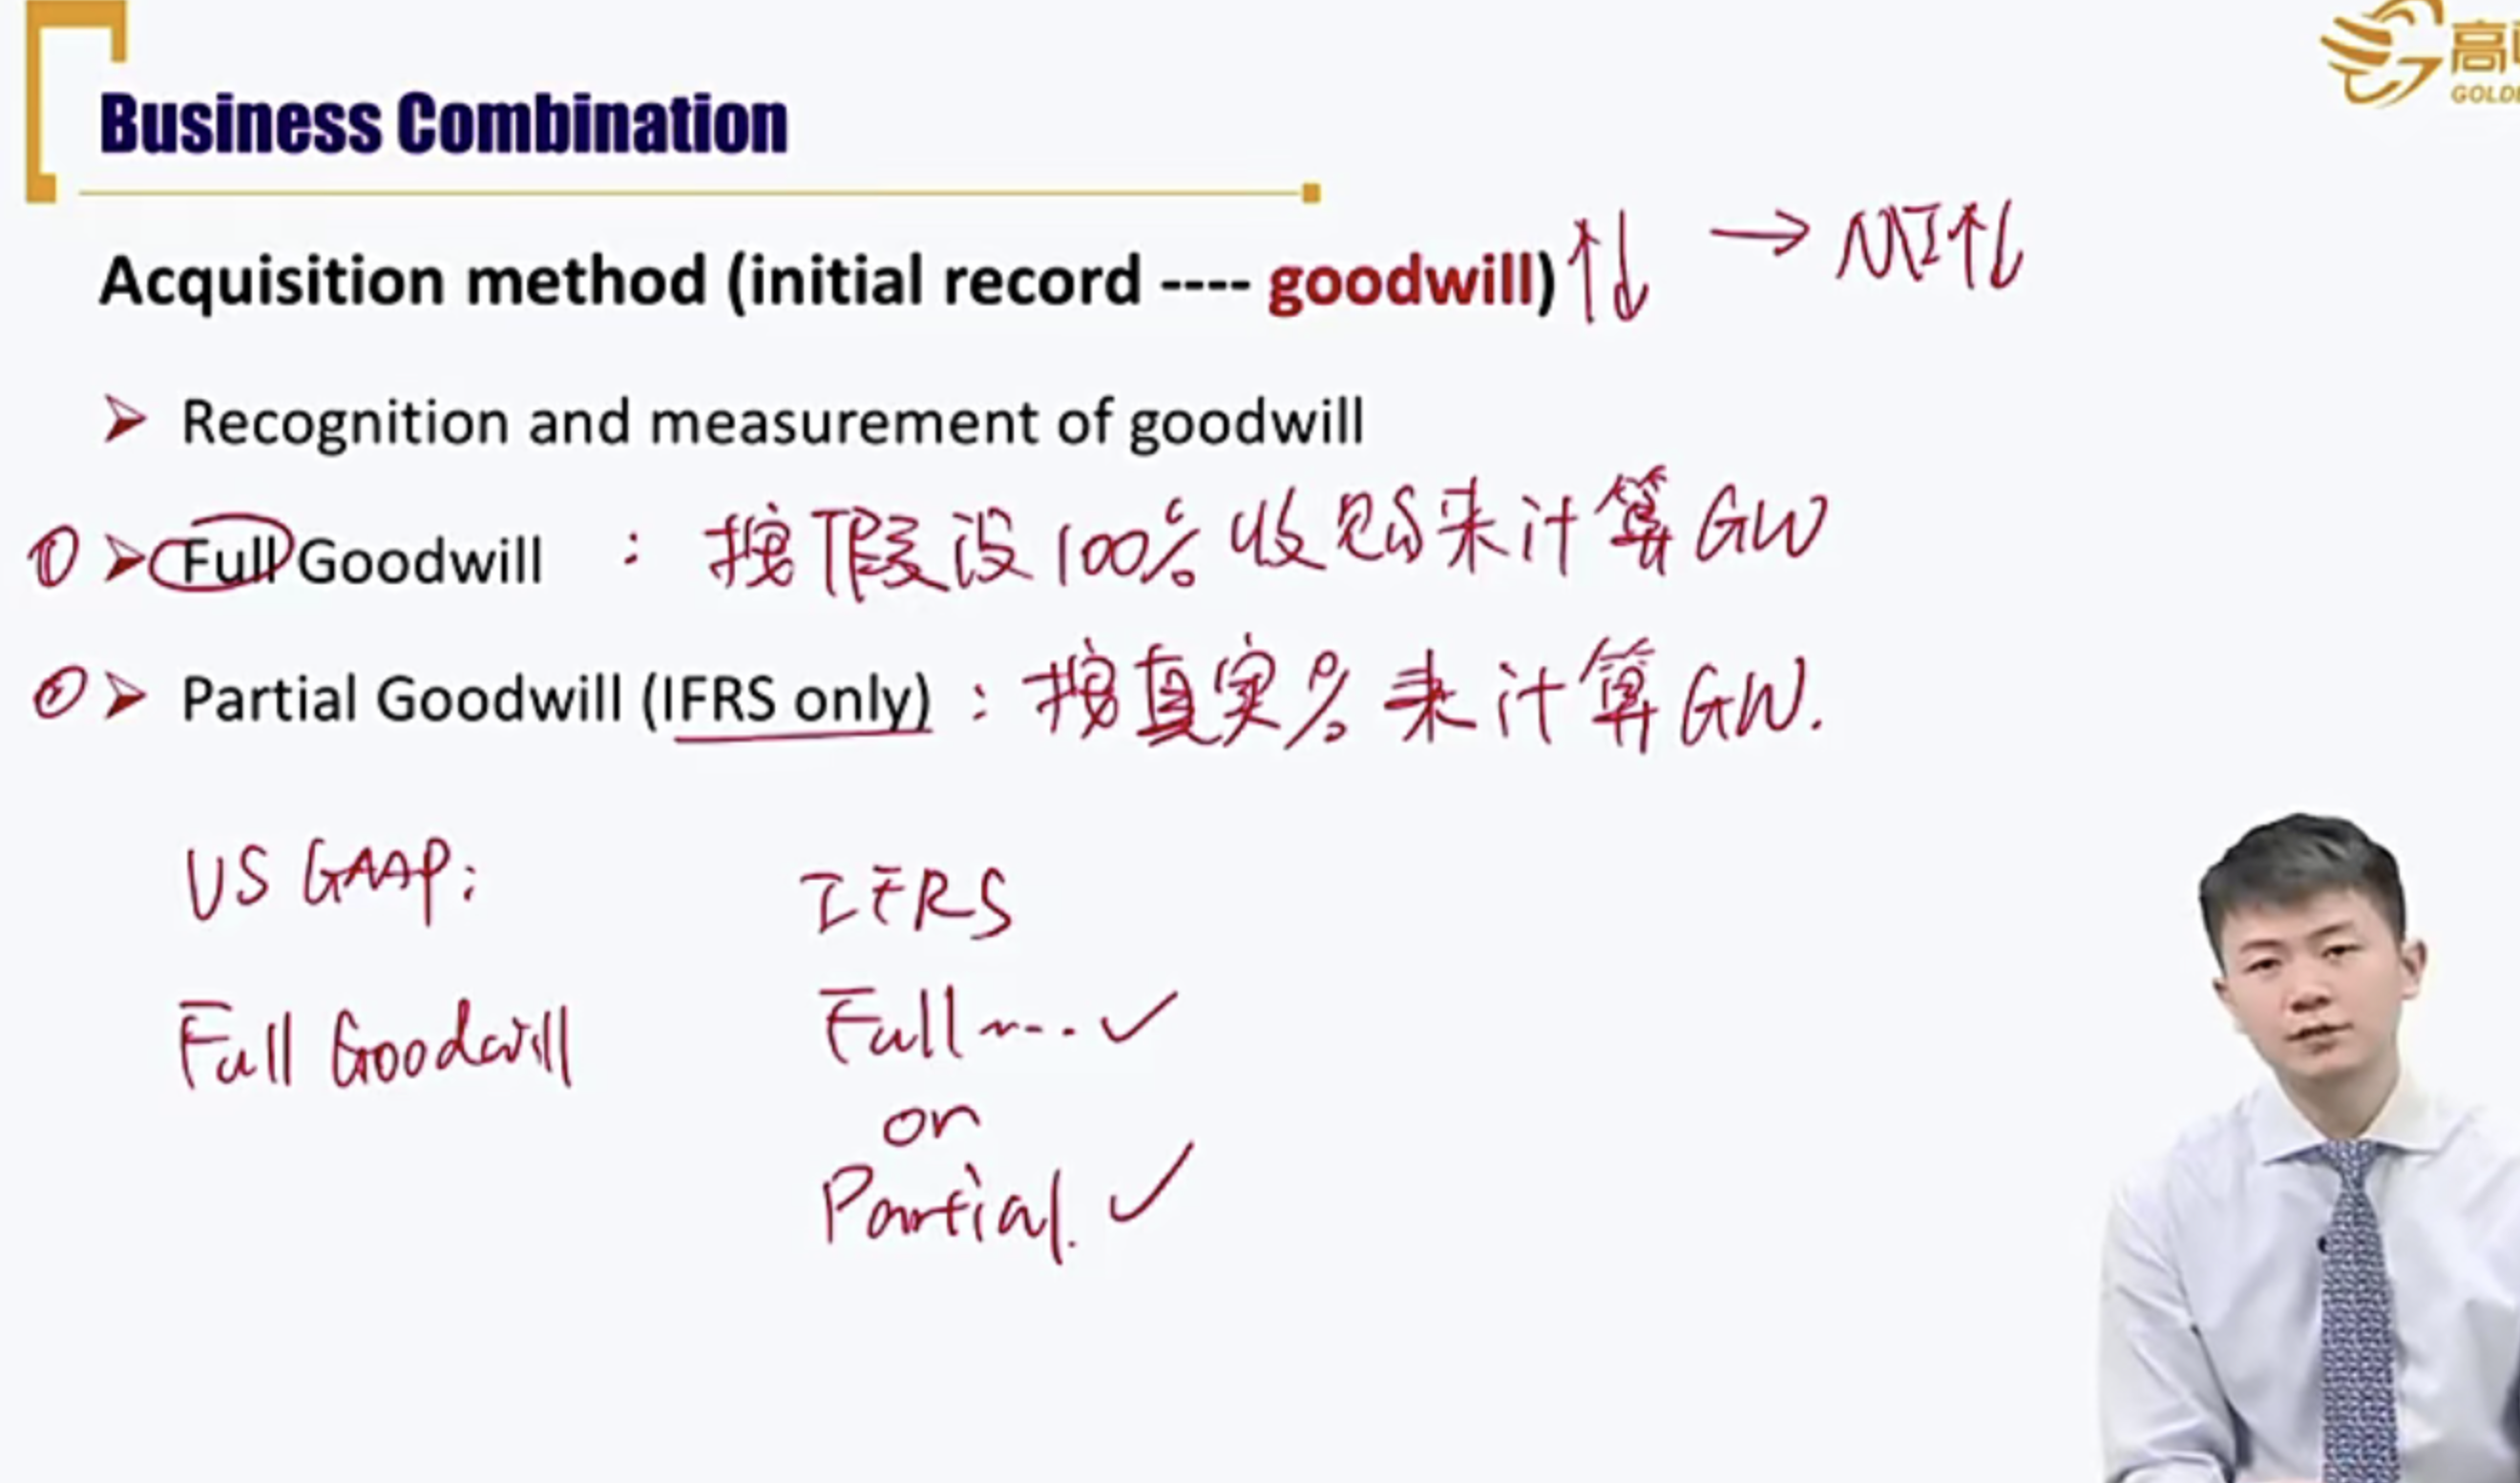 高
GOLD
Business Combination
Acquisition method (initial record ---- goodwill) ↑↓ → MI↑↓
➤ Recognition and measurement of goodwill
① ➤ Full Goodwill : 按假设100%收购来计算GW
② ➤ Partial Goodwill (IFRS only) : 按真实%来计算GW.
US GAAP: IFRS
Full Goodwill Full ~--. ✓
or
Partial. ✓